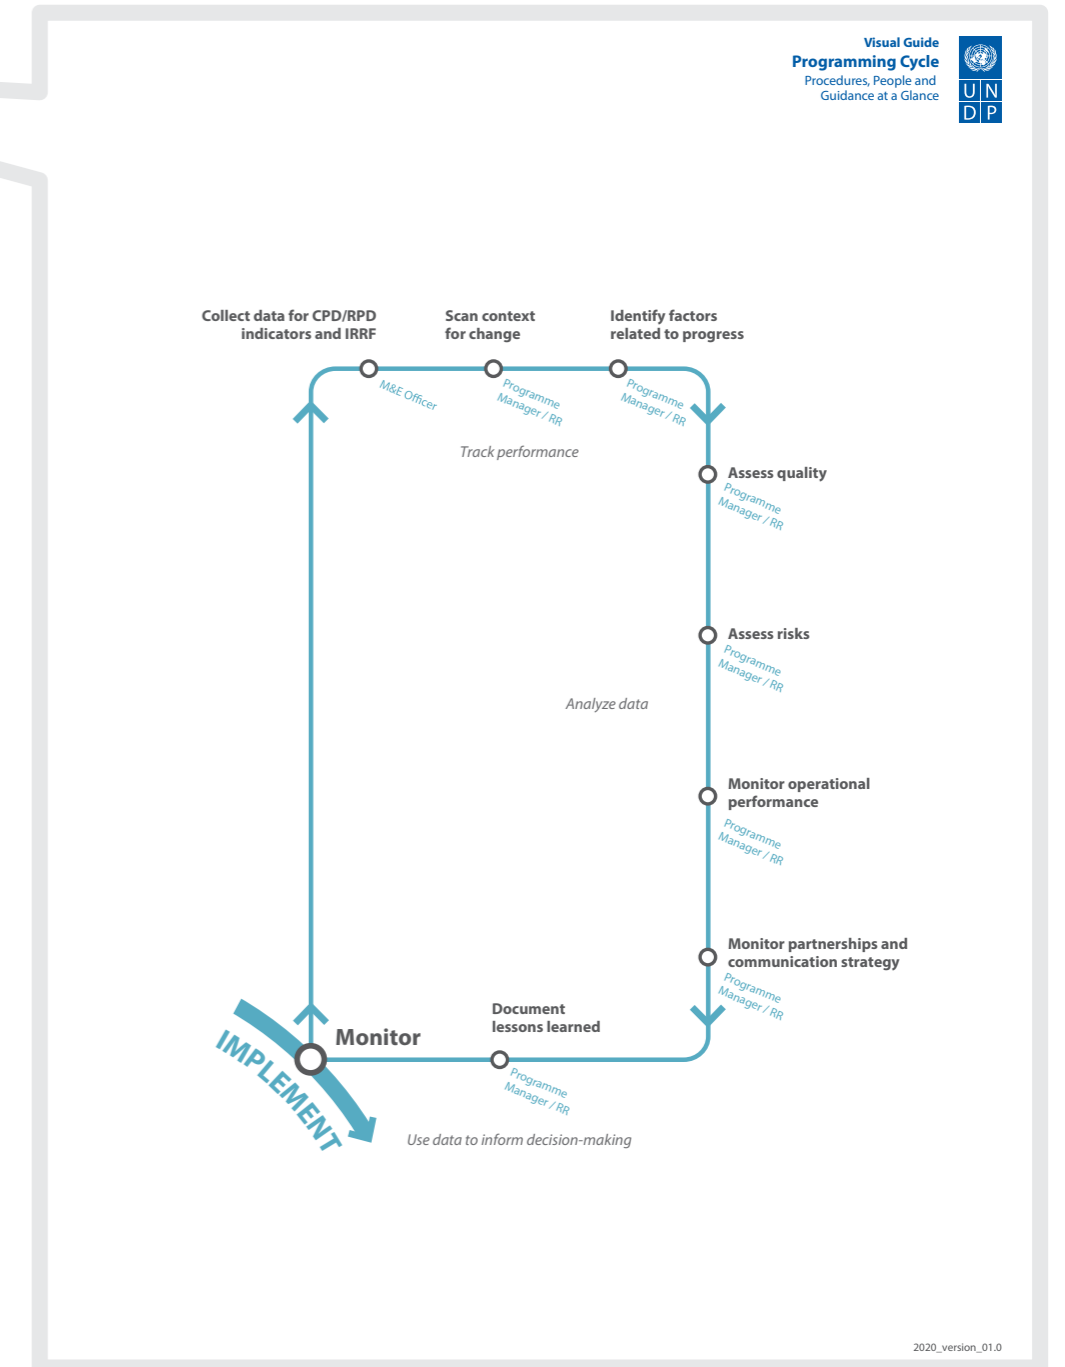 Visual Guide
Programming Cycle
Procedures, People and
Guidance at a Glance
U N
D P
Collect data for CPD/RPD
indicators and IRRF
M&E Officer
Scan context
for change
Programme
Manager / RR
Identify factors
related to progress
Programme
Manager / RR
Track performance
Assess quality
Programme
Manager / RR
Assess risks
Programme
Manager / RR
Analyze data
Monitor operational
performance
Programme
Manager / RR
Monitor partnerships and
communication strategy
Programme
Manager / RR
Document
lessons learned
Programme
Manager / RR
Monitor
IMPLEMENT
Use data to inform decision-making
2020_version_01.0